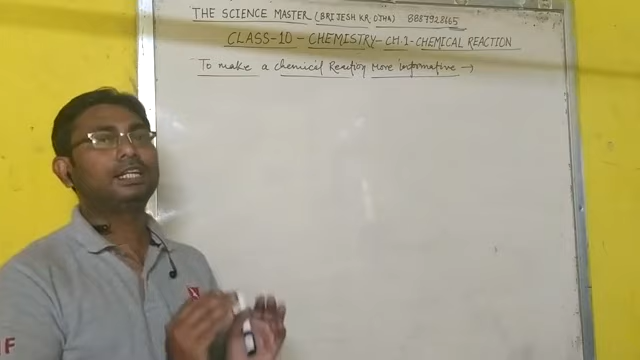 THE SCIENCE MASTER (BRIJESH KR. OJHA) 8887928665
CLASS-10 - CHEMISTRY - CH.1 - CHEMICAL REACTION
To make a chemical Reaction More informative →
F